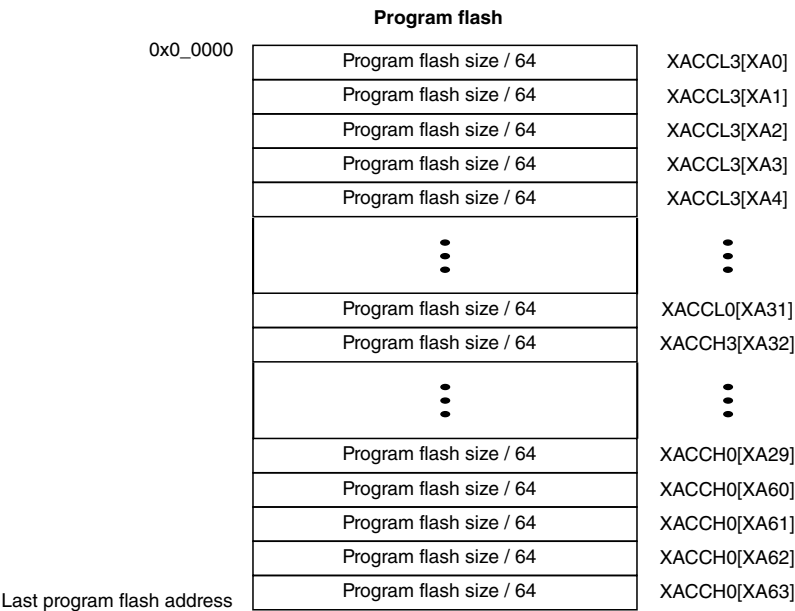 Program flash
0x0_0000
Program flash size / 64 XACCL3[XA0]
Program flash size / 64 XACCL3[XA1]
Program flash size / 64 XACCL3[XA2]
Program flash size / 64 XACCL3[XA3]
Program flash size / 64 XACCL3[XA4]
Program flash size / 64 XACCL0[XA31]
Program flash size / 64 XACCH3[XA32]
Program flash size / 64 XACCH0[XA29]
Program flash size / 64 XACCH0[XA60]
Program flash size / 64 XACCH0[XA61]
Program flash size / 64 XACCH0[XA62]
Program flash size / 64 XACCH0[XA63]
Last program flash address